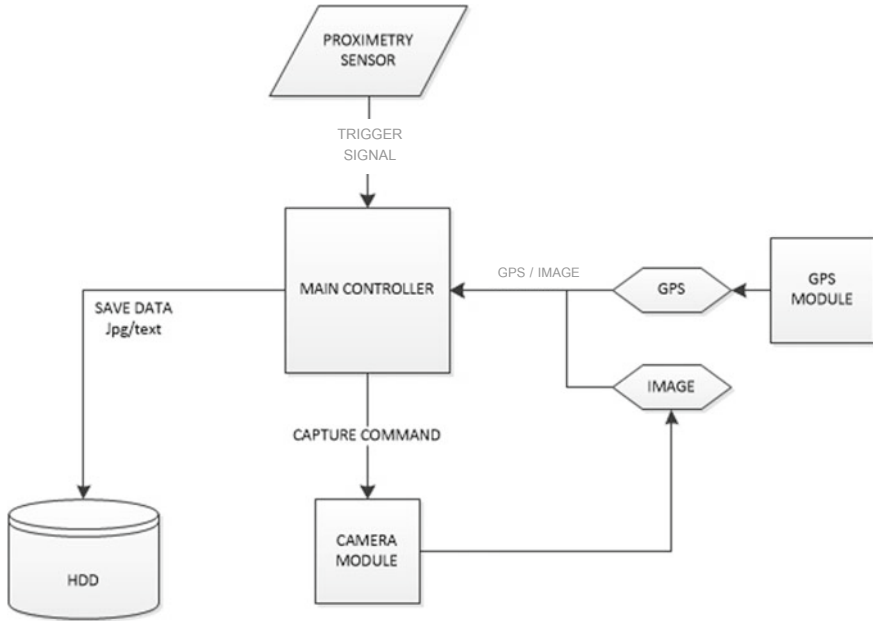 PROXIMETRY
SENSOR
TRIGGER
SIGNAL
MAIN CONTROLLER
GPS / IMAGE
GPS
GPS
MODULE
SAVE DATA
Jpg/text
IMAGE
CAPTURE COMMAND
CAMERA
MODULE
HDD